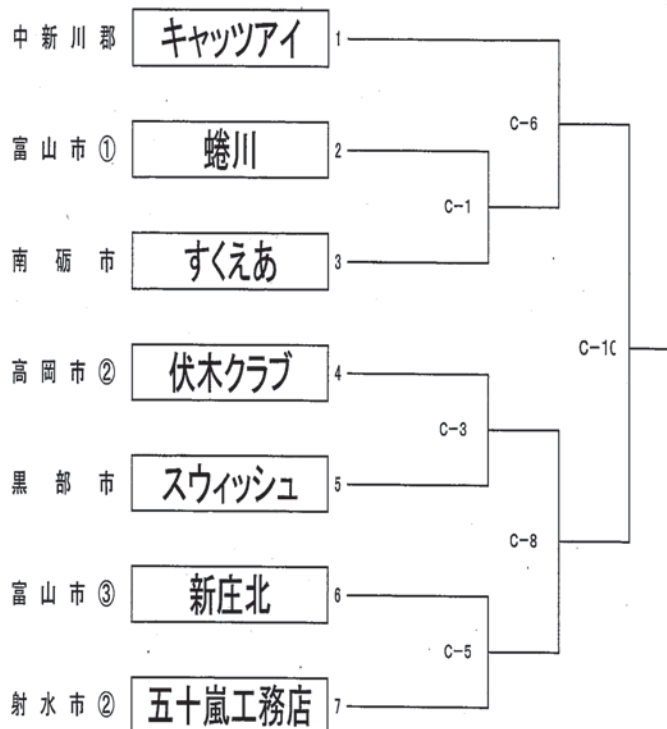 中新川郡 キャッツアイ 1
C-6
富山市① 蜷川 2
C-1
南砺市 すくえあ 3
C-10
高岡市② 伏木クラブ 4
C-3
黒部市 スウィッシュ 5
C-8
富山市③ 新庄北 6
C-5
射水市② 五十嵐工務店 7